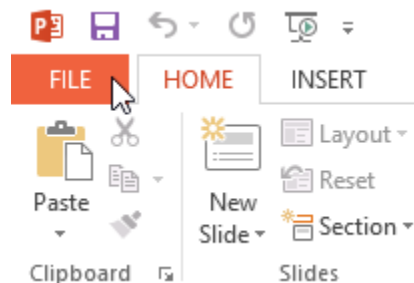 FILE HOME INSERT
Layout
Reset
Paste
New
Slide
Section
Clipboard
Slides